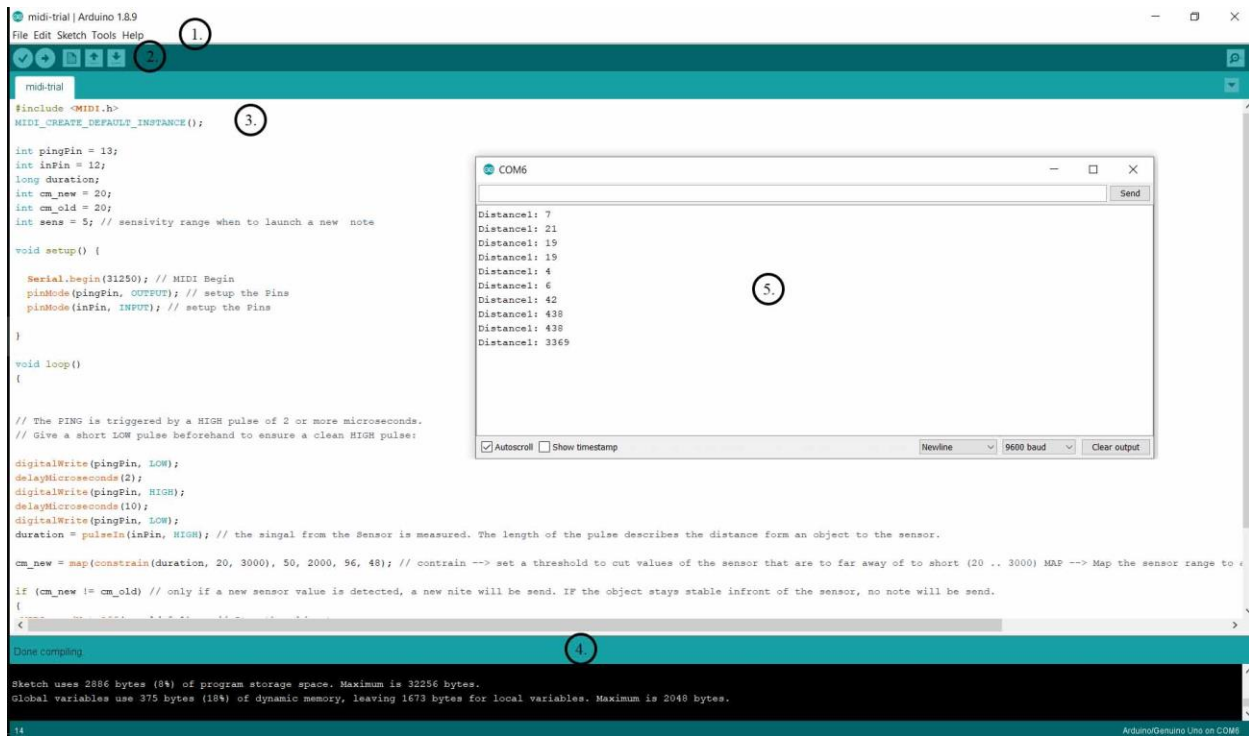 midi-trial | Arduino 1.8.9
File Edit Sketch Tools Help
1.
2.
midi-trial
#include <MIDI.h>
MIDI_CREATE_DEFAULT_INSTANCE();
3.
int pingPin = 13;
int inPin = 12;
long duration;
int cm_new = 20;
int cm_old = 20;
int sens = 5; // sensivity range when to launch a new  note
void setup() {
Serial.begin(31250); // MIDI Begin
pinMode(pingPin, OUTPUT); // setup the Pins
pinMode(inPin, INPUT); // setup the Pins
}
void loop()
{
// The PING is triggered by a HIGH pulse of 2 or more microseconds.
// Give a short LOW pulse beforehand to ensure a clean HIGH pulse:
digitalWrite(pingPin, LOW);
delayMicroseconds(2);
digitalWrite(pingPin, HIGH);
delayMicroseconds(10);
digitalWrite(pingPin, LOW);
duration = pulseIn(inPin, HIGH); // the singal from the Sensor is measured. The length of the pulse describes the distance form an object to the sensor.
cm_new = map(constrain(duration, 20, 3000), 50, 2000, 96, 48); // contrain --> set a threshold to cut values of the sensor that are to far away of to short (20 .. 3000) MAP --> Map the sensor range to
if (cm_new != cm_old) // only if a new sensor value is detected, a new nite will be send. IF the object stays stable infront of the sensor, no note will be send.
{
COM6
Send
Distance1: 7
Distance1: 21
Distance1: 19
Distance1: 19
Distance1: 4
Distance1: 6
Distance1: 42
Distance1: 438
Distance1: 438
Distance1: 3369
5.
Autoscroll Show timestamp
Newline
9600 baud
Clear output
4.
Done compiling.
Sketch uses 2886 bytes (8%) of program storage space. Maximum is 32256 bytes.
Global variables use 375 bytes (18%) of dynamic memory, leaving 1673 bytes for local variables. Maximum is 2048 bytes.
14
Arduino/Genuino Uno on COM6